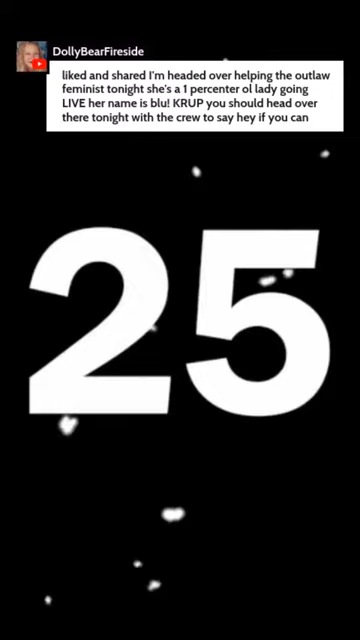 DollyBearFireside
liked and shared I'm headed over helping the outlaw
feminist tonight she's a 1 percenter ol lady going
LIVE her name is blu! KRUP you should head over
there tonight with the crew to say hey if you can
25